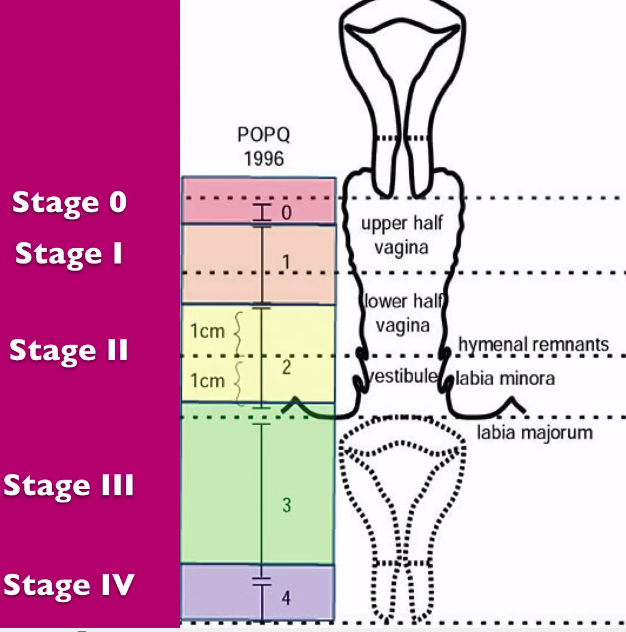 POPQ
1996
Stage 0
0
upper half
vagina
Stage I
1
lower half
vagina
1cm
hymenal remnants
Stage II
2
1cm
vestibule
labia minora
labia majorum
Stage III
3
Stage IV
4